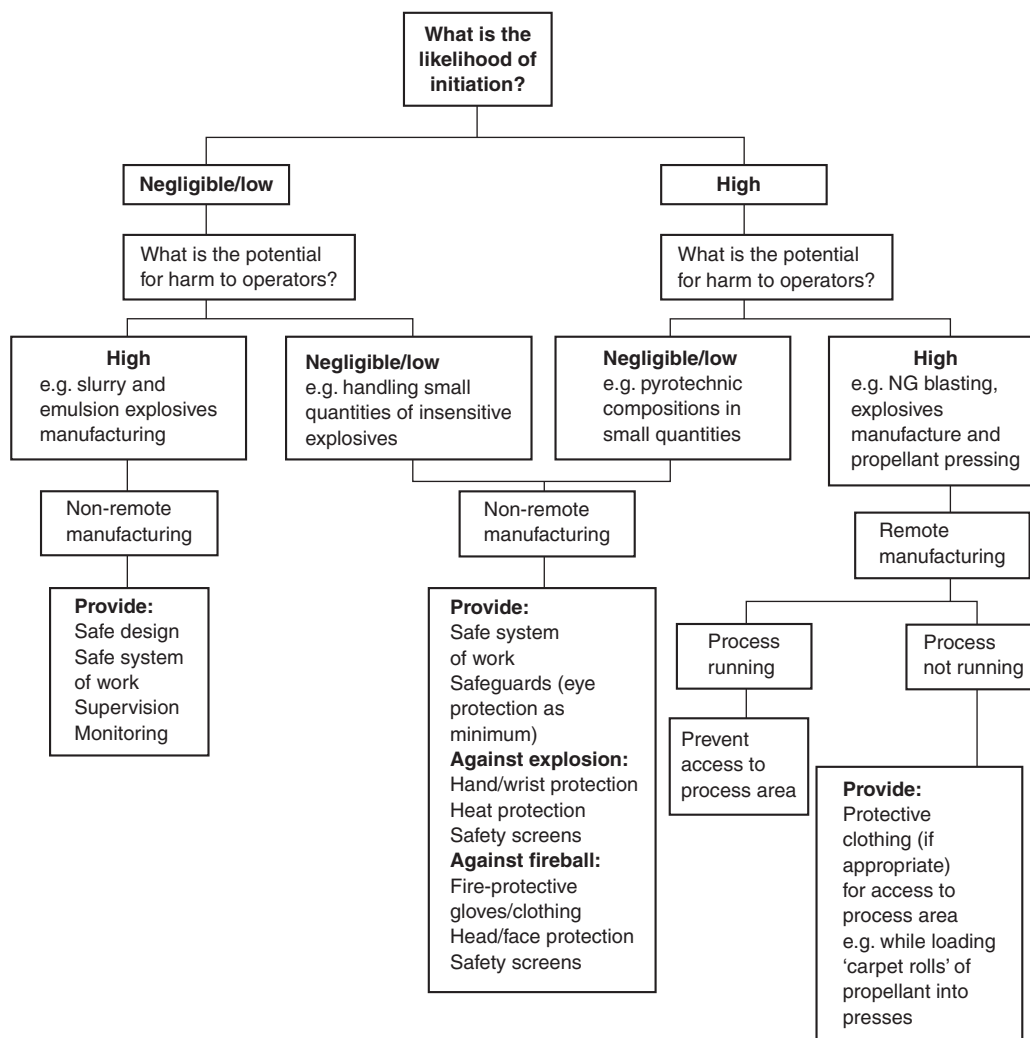 What is the
likelihood of
initiation?
Negligible/low
High
What is the potential
for harm to operators?
What is the potential
for harm to operators?
High
e.g. slurry and
emulsion explosives
manufacturing
Negligible/low
e.g. handling small
quantities of insensitive
explosives
Negligible/low
e.g. pyrotechnic
compositions in
small quantities
High
e.g. NG blasting,
explosives
manufacture and
propellant pressing
Non-remote
manufacturing
Non-remote
manufacturing
Remote
manufacturing
Provide:
Safe design
Safe system
of work
Supervision
Monitoring
Provide:
Safe system
of work
Safeguards (eye
protection as
minimum)
Against explosion:
Hand/wrist protection
Heat protection
Safety screens
Against fireball:
Fire-protective
gloves/clothing
Head/face protection
Safety screens
Process
running
Process
not running
Prevent
access to
process area
Provide:
Protective
clothing (if
appropriate)
for access to
process area
e.g. while loading
‘carpet rolls’ of
propellant into
presses